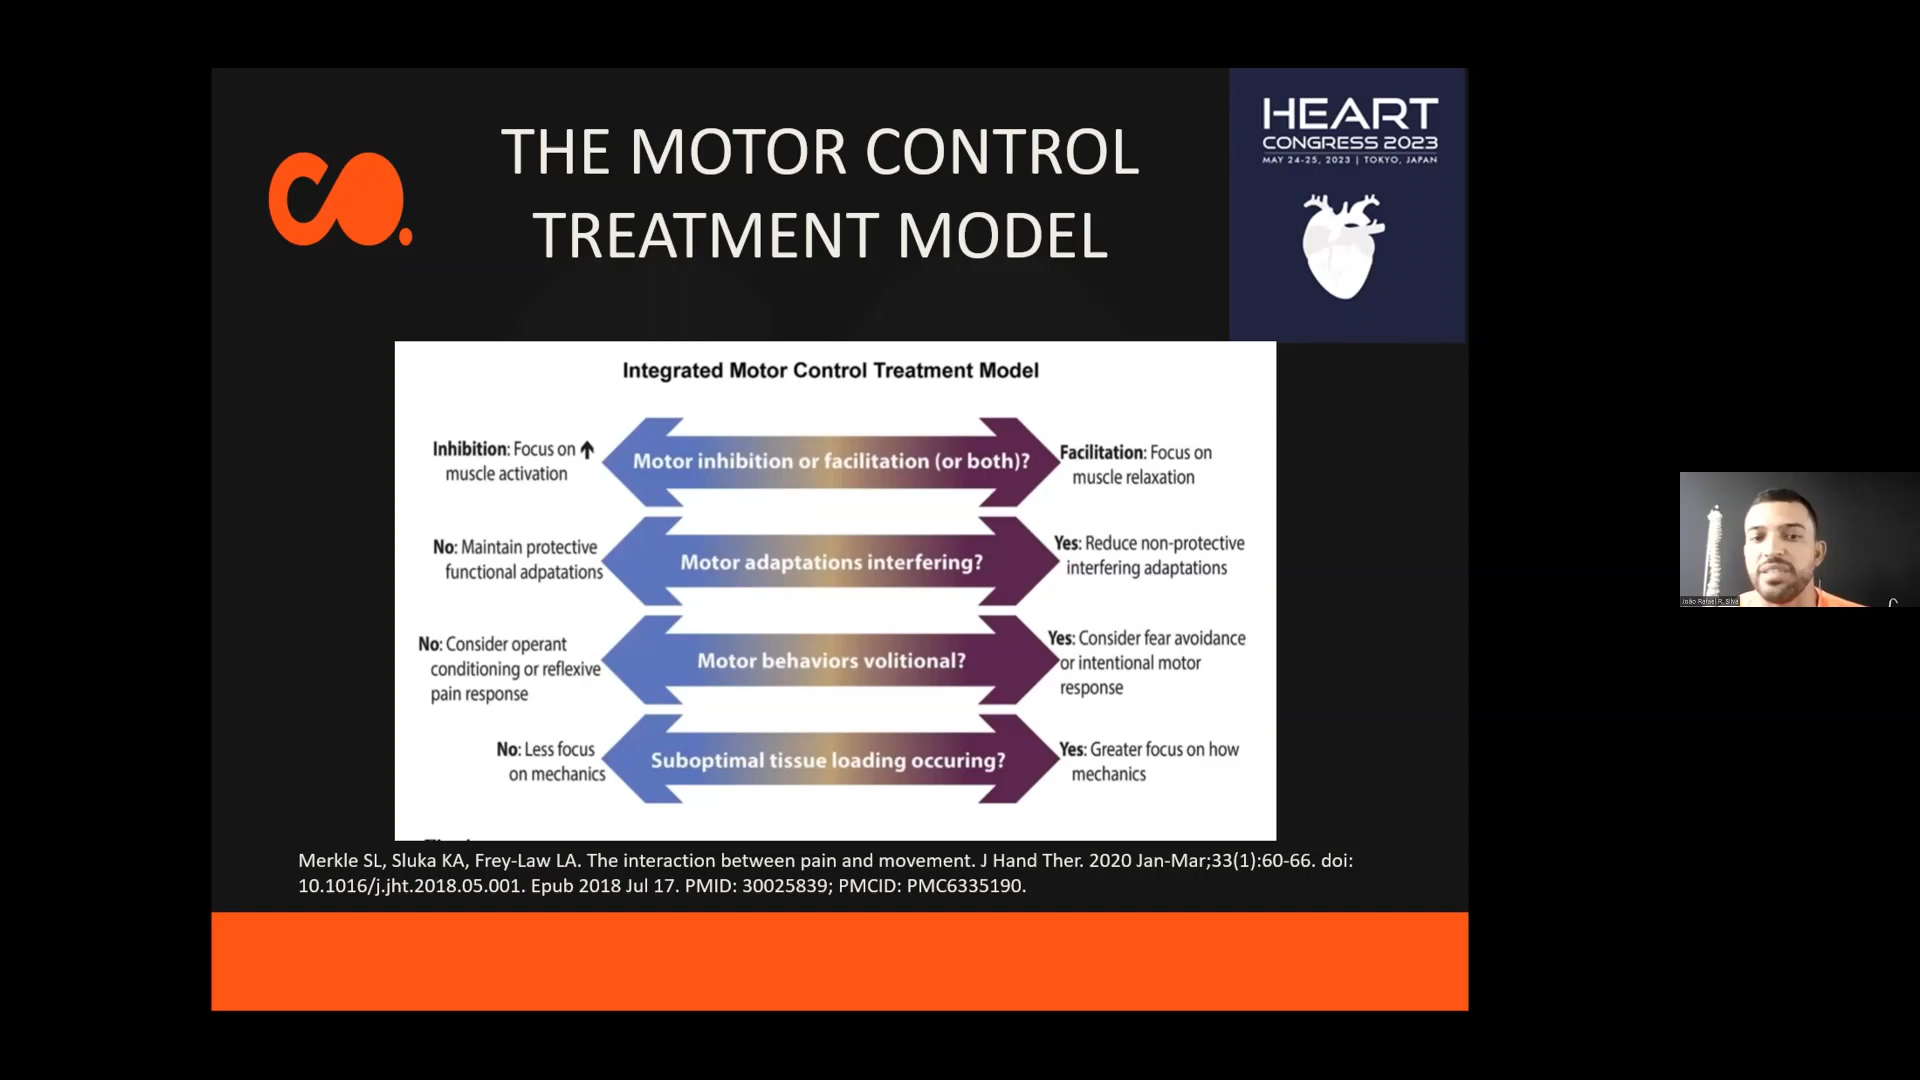 THE MOTOR CONTROL
TREATMENT MODEL
HEART
CONGRESS 2023
MAY 24-25, 2023 | TOKYO, JAPAN
Integrated Motor Control Treatment Model
Inhibition: Focus on ↑
muscle activation
Motor inhibition or facilitation (or both)?
Facilitation: Focus on
muscle relaxation
No: Maintain protective
functional adpatations
Motor adaptations interfering?
Yes: Reduce non-protective
interfering adaptations
No: Consider operant
conditioning or reflexive
pain response
Motor behaviors volitional?
Yes: Consider fear avoidance
or intentional motor
response
No: Less focus
on mechanics
Suboptimal tissue loading occuring?
Yes: Greater focus on how
mechanics
Merkle SL, Sluka KA, Frey-Law LA. The interaction between pain and movement. J Hand Ther. 2020 Jan-Mar;33(1):60-66. doi:
10.1016/j.jht.2018.05.001. Epub 2018 Jul 17. PMID: 30025839; PMCID: PMC6335190.
João Rafael R. Silva